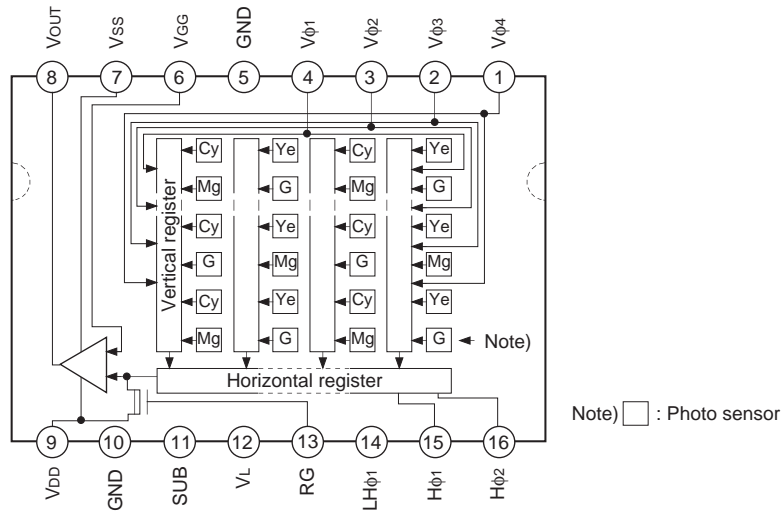 VOUT VSS VGG GND Vϕ1 Vϕ2 Vϕ3 Vϕ4
8 7 6 5 4 3 2 1
Cy Ye Cy Ye
Mg G Mg G
Cy Ye Cy Ye
G Mg G Mg
Cy Ye Cy Ye
Mg G Mg G
Vertical register
Note)
Horizontal register
Note) : Photo sensor
9 10 11 12 13 14 15 16
VDD GND SUB VL RG LHϕ1 Hϕ1 Hϕ2